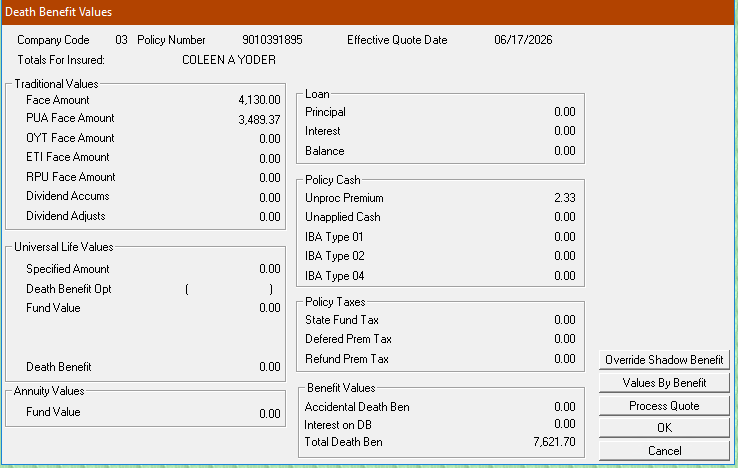 Death Benefit Values
Company Code 03 Policy Number 9010391895 Effective Quote Date 06/17/2026
Totals For Insured: COLEEN A YODER
Traditional Values
Face Amount 4,130.00
PUA Face Amount 3,489.37
OYT Face Amount 0.00
ETI Face Amount 0.00
RPU Face Amount 0.00
Dividend Accums 0.00
Dividend Adjusts 0.00
Universal Life Values
Specified Amount 0.00
Death Benefit Opt ( )
Fund Value 0.00
Death Benefit 0.00
Annuity Values
Fund Value 0.00
Loan
Principal 0.00
Interest 0.00
Balance 0.00
Policy Cash
Unproc Premium 2.33
Unapplied Cash 0.00
IBA Type 01 0.00
IBA Type 02 0.00
IBA Type 04 0.00
Policy Taxes
State Fund Tax 0.00
Defered Prem Tax 0.00
Refund Prem Tax 0.00
Benefit Values
Accidental Death Ben 0.00
Interest on DB 0.00
Total Death Ben 7,621.70
Override Shadow Benefit
Values By Benefit
Process Quote
OK
Cancel